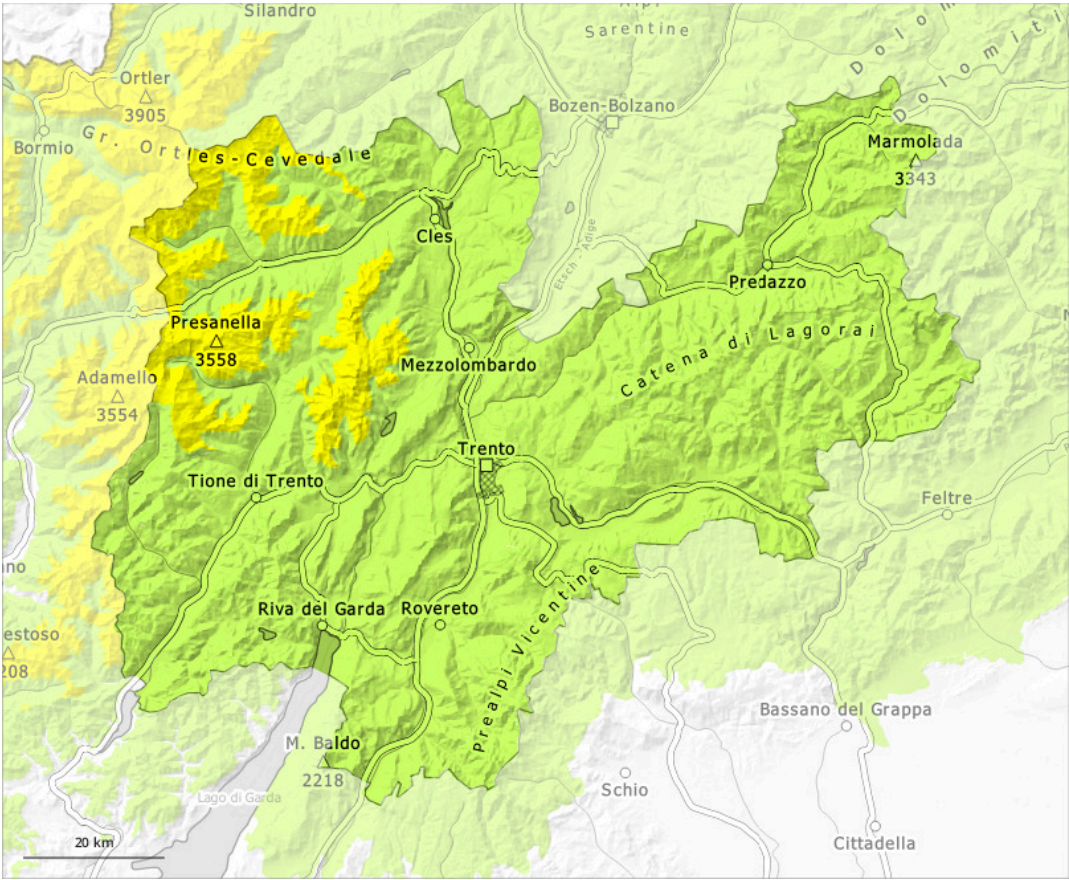 Silandro
Sarentine
Dolomiti
Ortler
3905
Bozen-Bolzano
Bormio
Gr. Ortles-Cevedale
Marmolada
3343
Cles
Etsch - Adige
Predazzo
Presanella
3558
Catena di Lagorai
Mezzolombardo
Adamello
3554
Trento
Tione di Trento
Feltre
Riva del Garda
Rovereto
Prealpi Vicentine
208
Bassano del Grappa
M. Baldo
2218
Schio
Lago di Garda
20 km
Cittadella